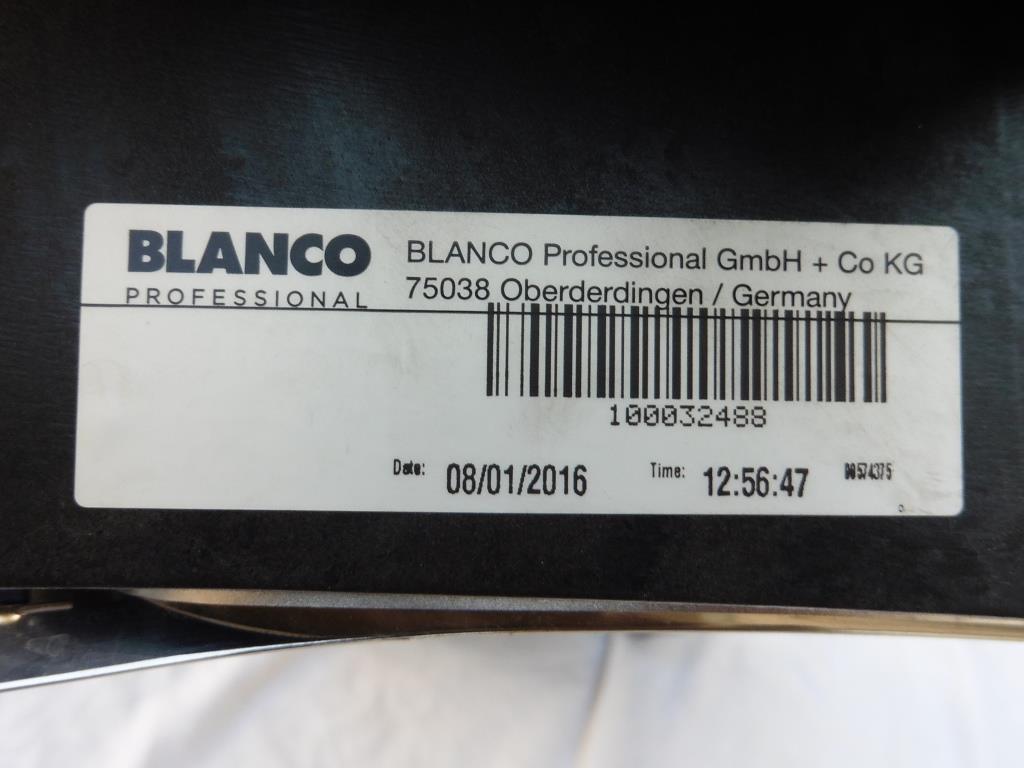 BLANCO
PROFESSIONAL
BLANCO Professional GmbH + Co KG
75038 Oberderdingen / Germany
100032488
Date: 08/01/2016 Time: 12:56:47